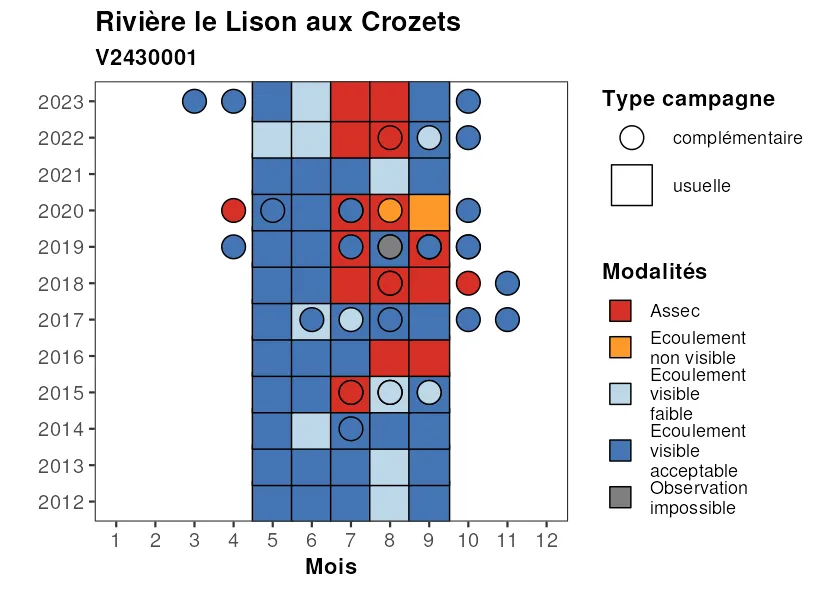 Rivière le Lison aux Crozets
V2430001
2023
2022
2021
2020
2019
2018
2017
2016
2015
2014
2013
2012
1 2 3 4 5 6 7 8 9 10 11 12
Mois
Type campagne
complémentaire
usuelle
Modalités
Assec
Ecoulement
non visible
Ecoulement
visible
faible
Ecoulement
visible
acceptable
Observation
impossible